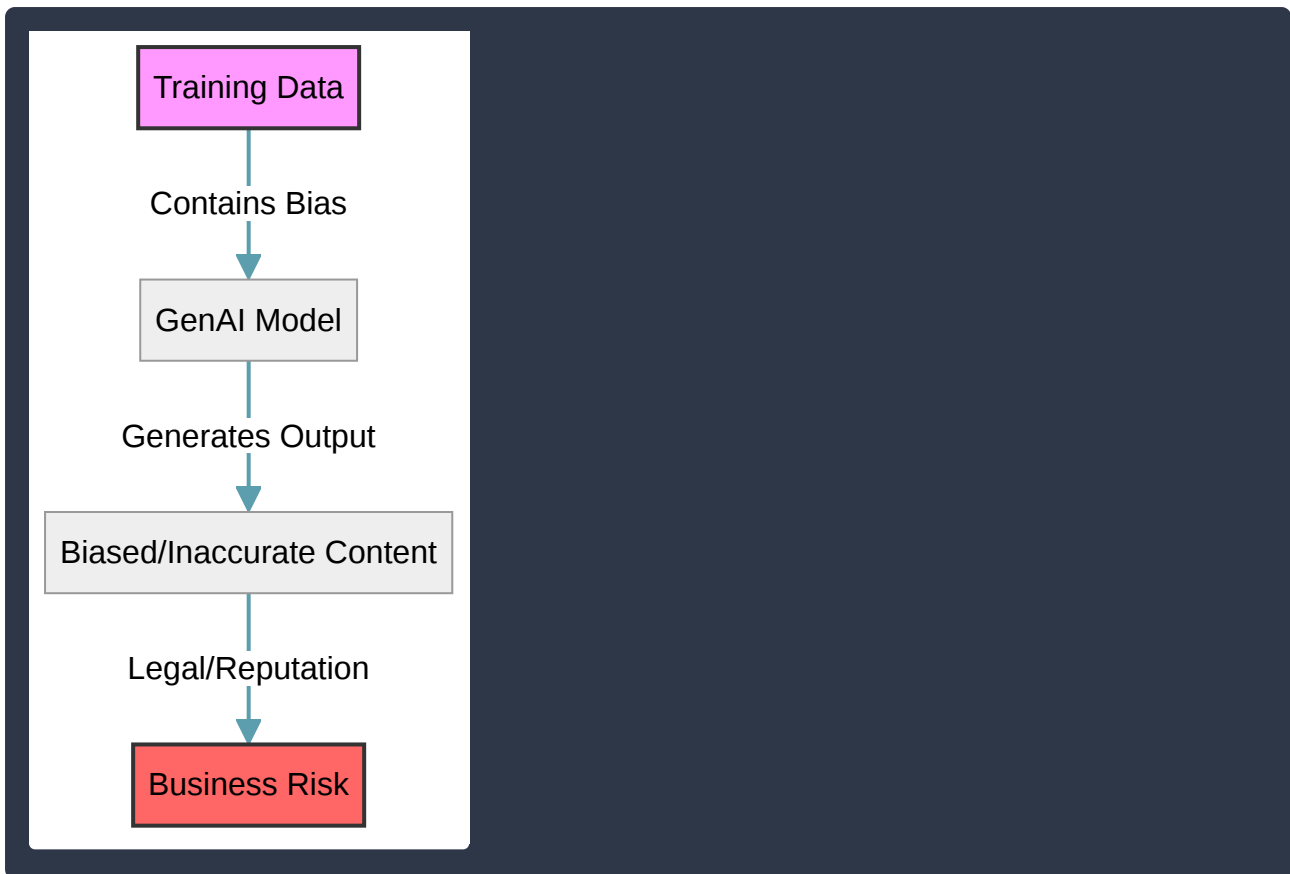 Training Data
Contains Bias
GenAI Model
Generates Output
Biased/Inaccurate Content
Legal/Reputation
Business Risk